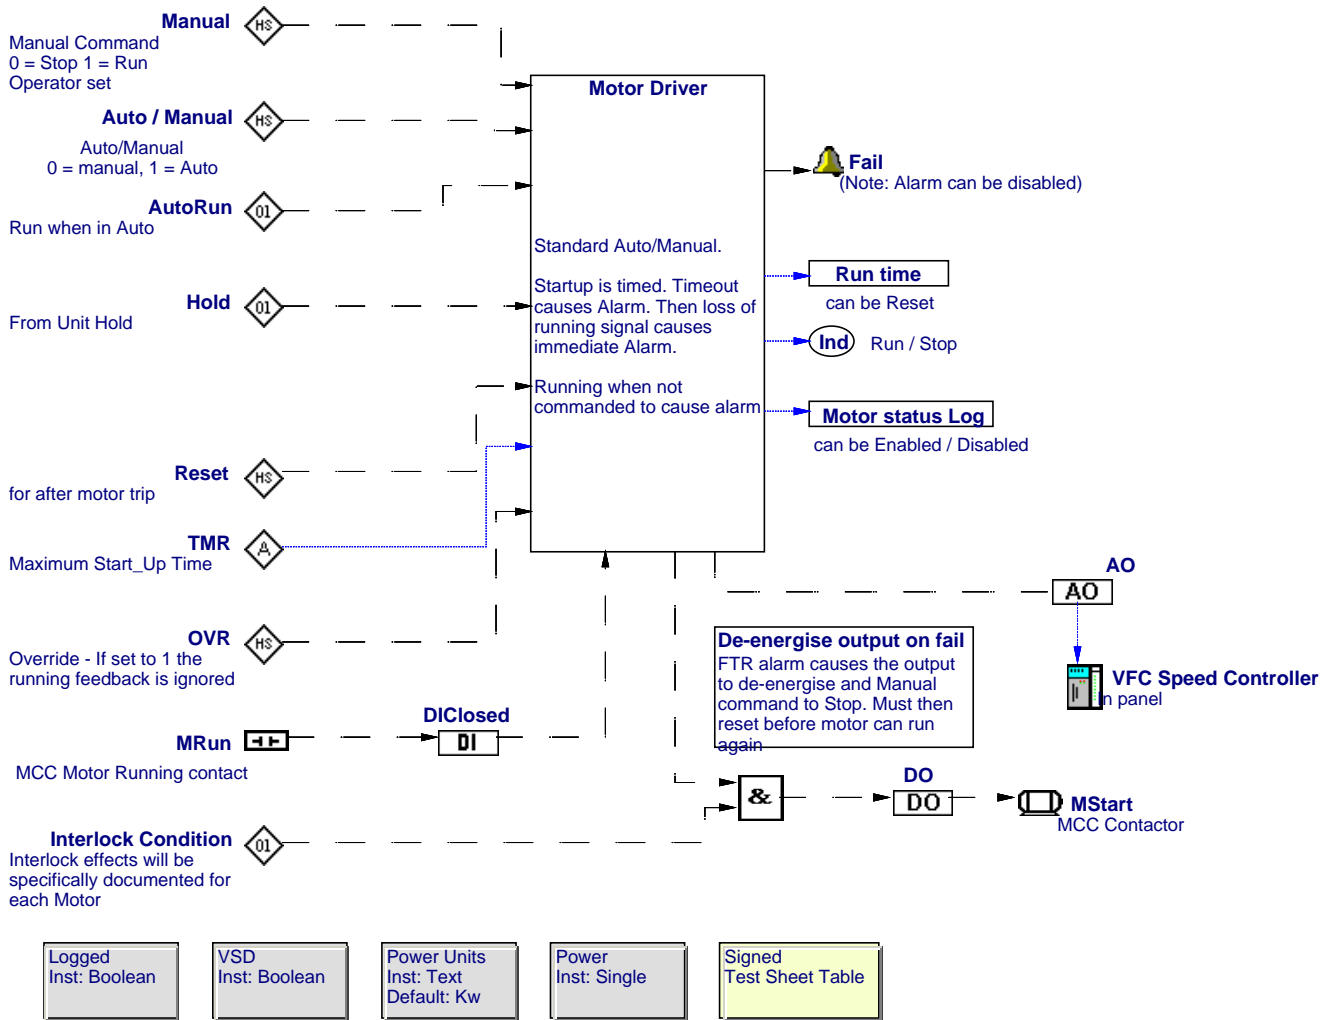 Manual
HS
Manual Command
0 = Stop 1 = Run
Operator set
Auto / Manual
HS
Auto/Manual
0 = manual, 1 = Auto
AutoRun
01
Run when in Auto
Hold
01
From Unit Hold
Reset
HS
for after motor trip
TMR
A
Maximum Start_Up Time
OVR
HS
Override - If set to 1 the
running feedback is ignored
MRun
MCC Motor Running contact
DIClosed
DI
Interlock Condition
01
Interlock effects will be
specifically documented for
each Motor
Motor Driver
Standard Auto/Manual.
Startup is timed. Timeout
causes Alarm. Then loss of
running signal causes
immediate Alarm.
Running when not
commanded to cause alarm
Fail
(Note: Alarm can be disabled)
Run time
can be Reset
Ind
Run / Stop
Motor status Log
can be Enabled / Disabled
AO
AO
VFC Speed Controller
In panel
De-energise output on fail
FTR alarm causes the output
to de-energise and Manual
command to Stop. Must then
reset before motor can run
again
&
DO
DO
MStart
MCC Contactor
Logged
Inst: Boolean
VSD
Inst: Boolean
Power Units
Inst: Text
Default: Kw
Power
Inst: Single
Signed
Test Sheet Table